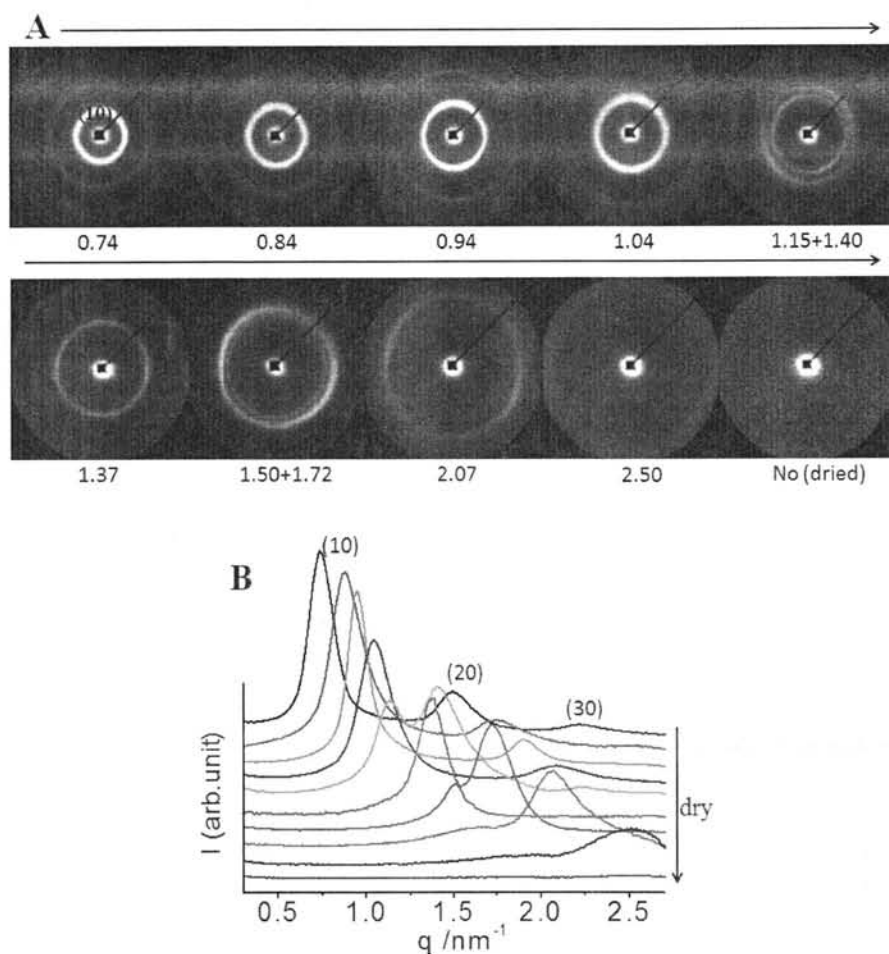 A
(10)
0.74 0.84 0.94 1.04 1.15+1.40
1.37 1.50+1.72 2.07 2.50 No (dried)
B
(10)
(20)
(30)
dry
I (arb.unit)
0.5 1.0 1.5 2.0 2.5
q /nm⁻¹